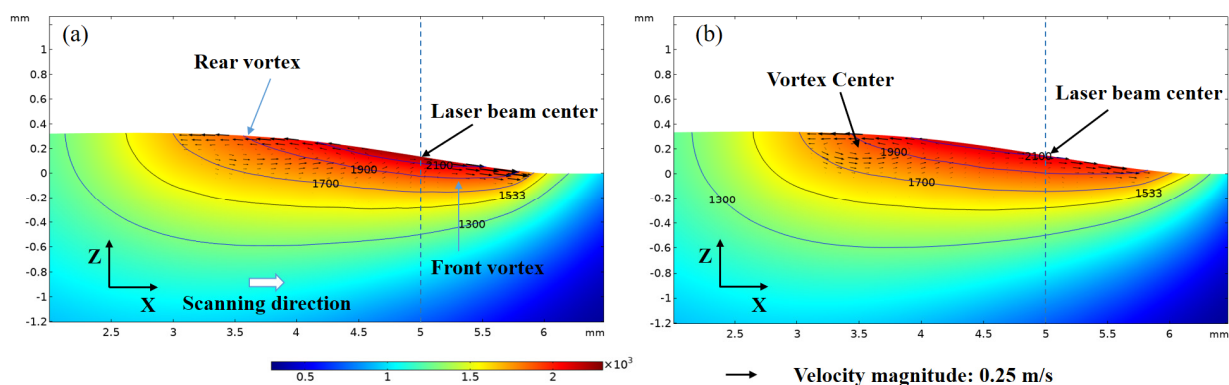 mm
(a)
1
0.8
0.6
0.4
0.2
0
-0.2
-0.4
-0.6
-0.8
-1
-1.2
Rear vortex
Laser beam center
2100
1900
1700
1533
1300
Front vortex
Z
X
Scanning direction
2.5 3 3.5 4 4.5 5 5.5 6 mm
mm
(b)
1
0.8
0.6
0.4
0.2
0
-0.2
-0.4
-0.6
-0.8
-1
-1.2
Vortex Center
Laser beam center
1900
2100
1700
1533
1300
Z
X
2.5 3 3.5 4 4.5 5 5.5 6 mm
×10³
0.5 1 1.5 2
Velocity magnitude: 0.25 m/s